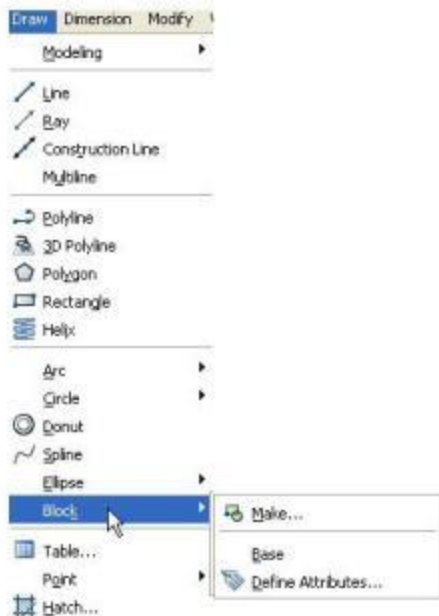 Draw Dimension Modify
Modeling
Line
Ray
Construction Line
Multiline
Polyline
3D Polyline
Polygon
Rectangle
Helix
Arc
Circle
Donut
Spline
Ellipse
Block
Make...
Base
Define Attributes...
Table...
Point
Hatch...